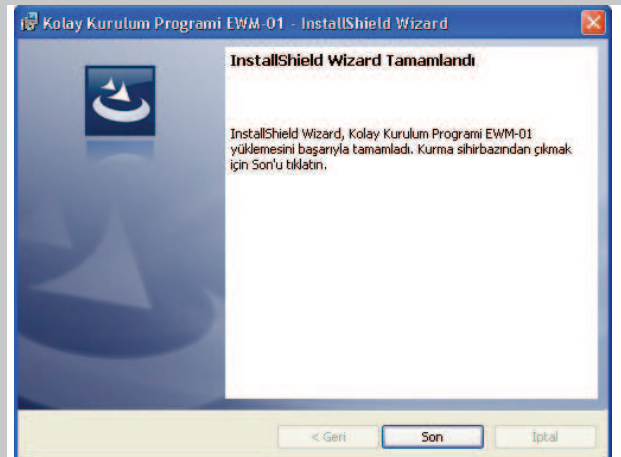 Kolay Kurulum Programi EWM-01 - InstallShield Wizard
InstallShield Wizard Tamamlandı
InstallShield Wizard, Kolay Kurulum Programi EWM-01
yüklemesini başarıyla tamamladı. Kurma sihirbazından çıkmak
için Son'u tıklatın.
< Geri
Son
İptal